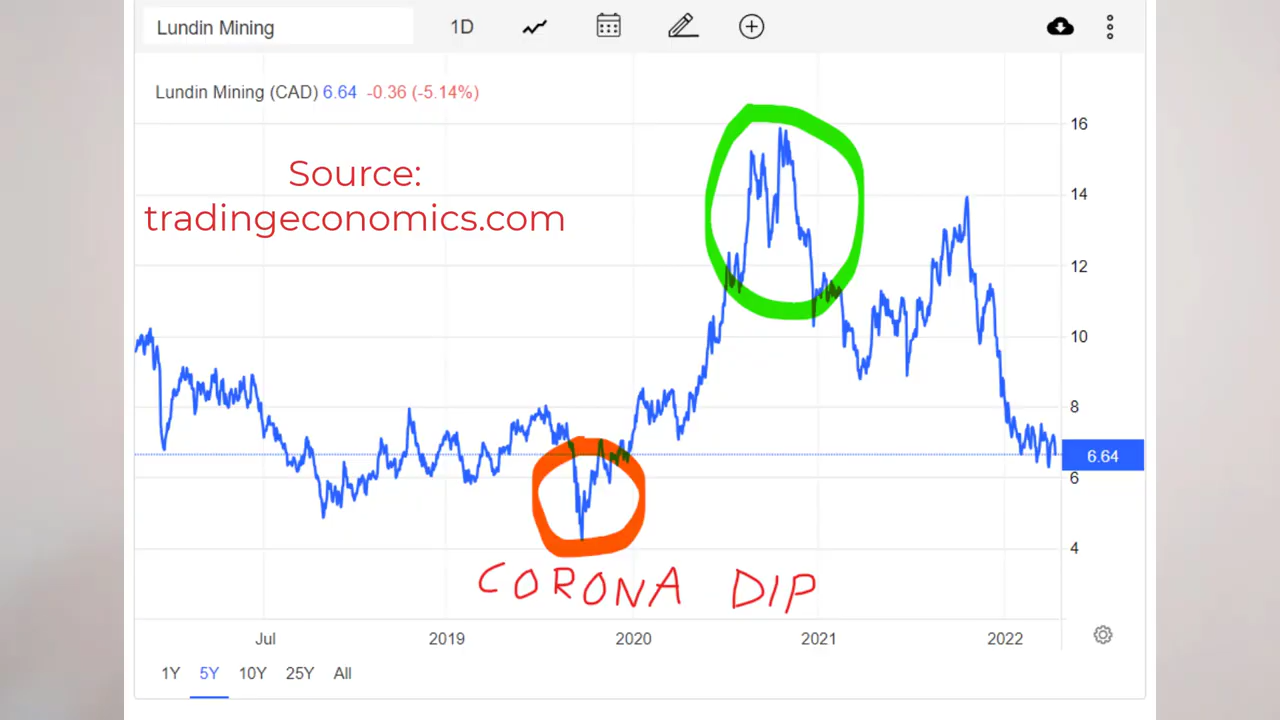 Lundin Mining
1D
Lundin Mining (CAD) 6.64 -0.36 (-5.14%)
Source:
tradingeconomics.com
16
14
12
10
8
6.64
6
4
CORONA DIP
Jul 2019 2020 2021 2022
1Y 5Y 10Y 25Y All